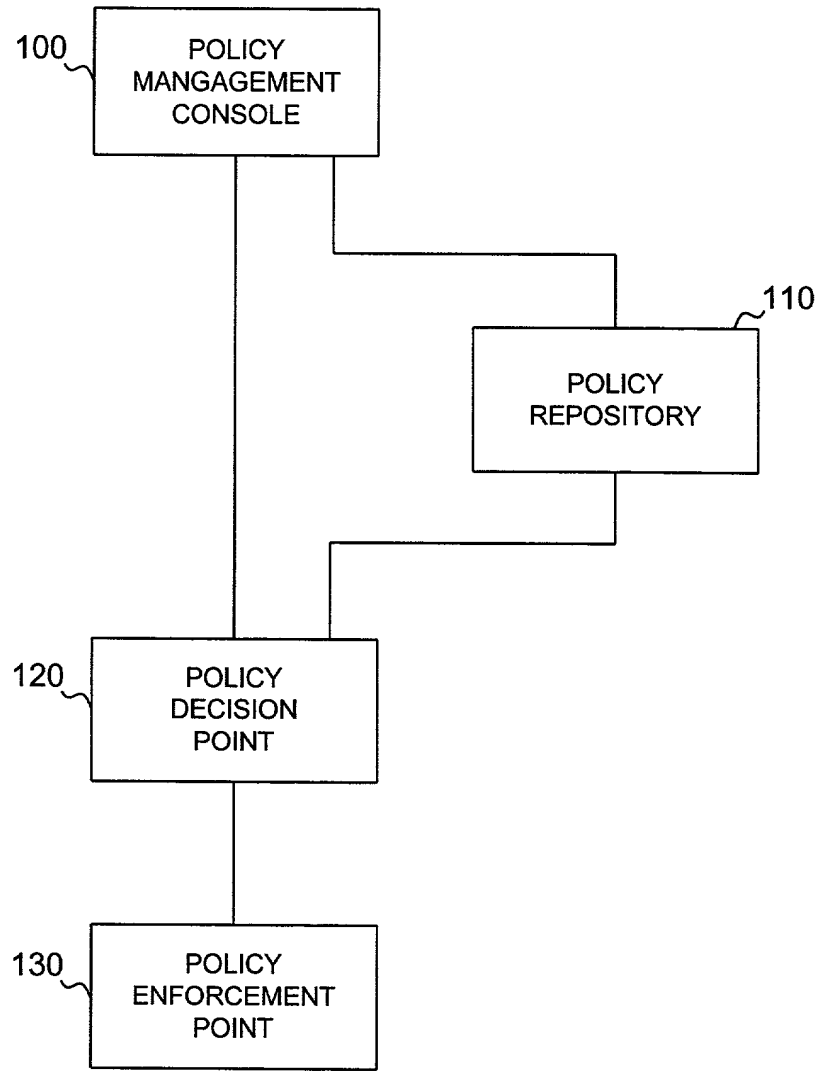 100
POLICY
MANGAGEMENT
CONSOLE
110
POLICY
REPOSITORY
120
POLICY
DECISION
POINT
130
POLICY
ENFORCEMENT
POINT